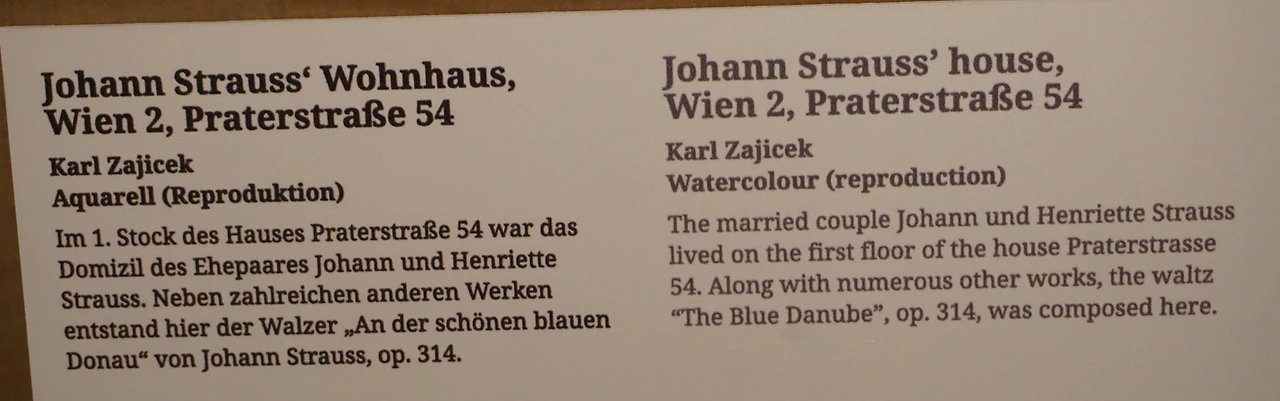 Johann Strauss‘ Wohnhaus,
Wien 2, Praterstraße 54
Karl Zajicek
Aquarell (Reproduktion)
Im 1. Stock des Hauses Praterstraße 54 war das
Domizil des Ehepaares Johann und Henriette
Strauss. Neben zahlreichen anderen Werken
entstand hier der Walzer „An der schönen blauen
Donau“ von Johann Strauss, op. 314.
Johann Strauss’ house,
Wien 2, Praterstraße 54
Karl Zajicek
Watercolour (reproduction)
The married couple Johann und Henriette Strauss
lived on the first floor of the house Praterstrasse
54. Along with numerous other works, the waltz
“The Blue Danube”, op. 314, was composed here.